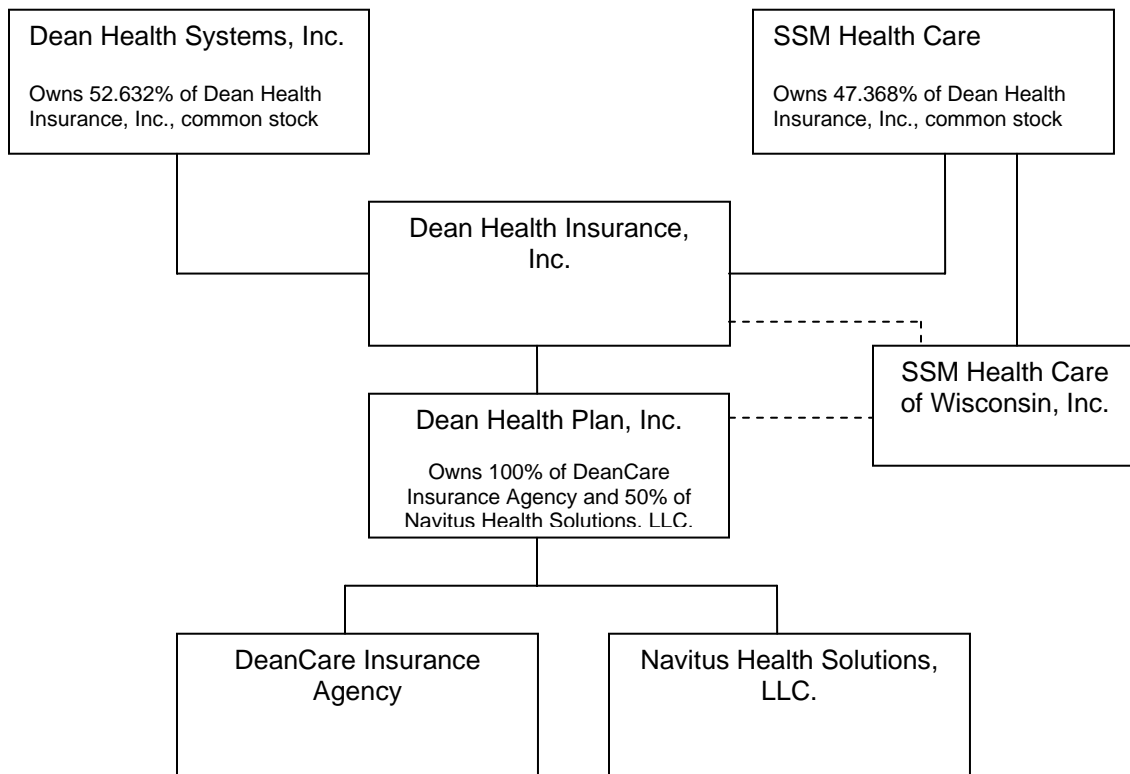 Dean Health Systems, Inc.
Owns 52.632% of Dean Health
Insurance, Inc., common stock
SSM Health Care
Owns 47.368% of Dean Health
Insurance, Inc., common stock
Dean Health Insurance,
Inc.
SSM Health Care
of Wisconsin, Inc.
Dean Health Plan, Inc.
Owns 100% of DeanCare
Insurance Agency and 50% of
Navitus Health Solutions, LLC.
DeanCare Insurance
Agency
Navitus Health Solutions,
LLC.